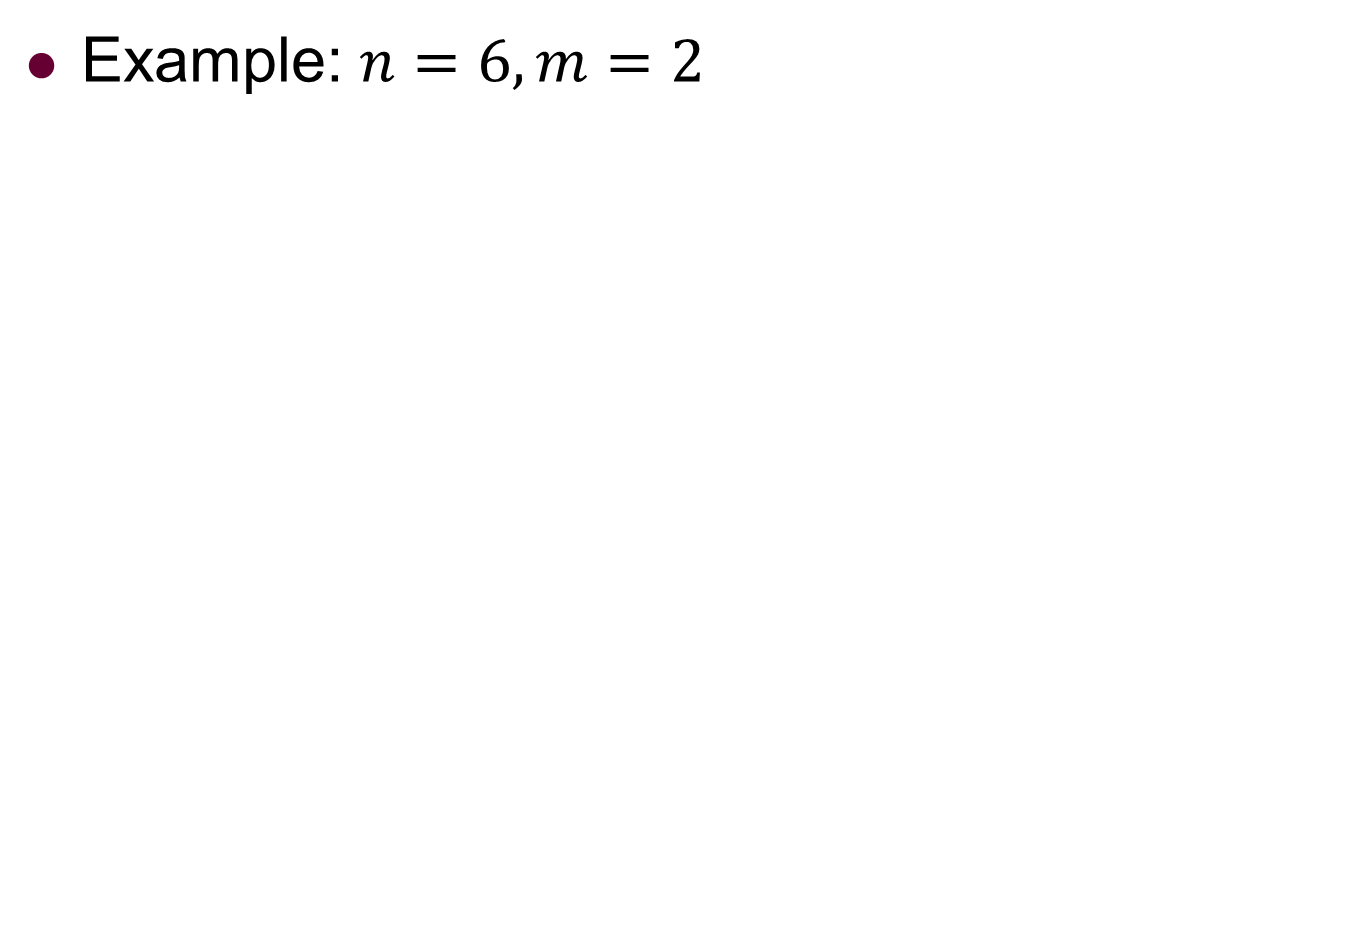 • Example: n = 6, m = 2